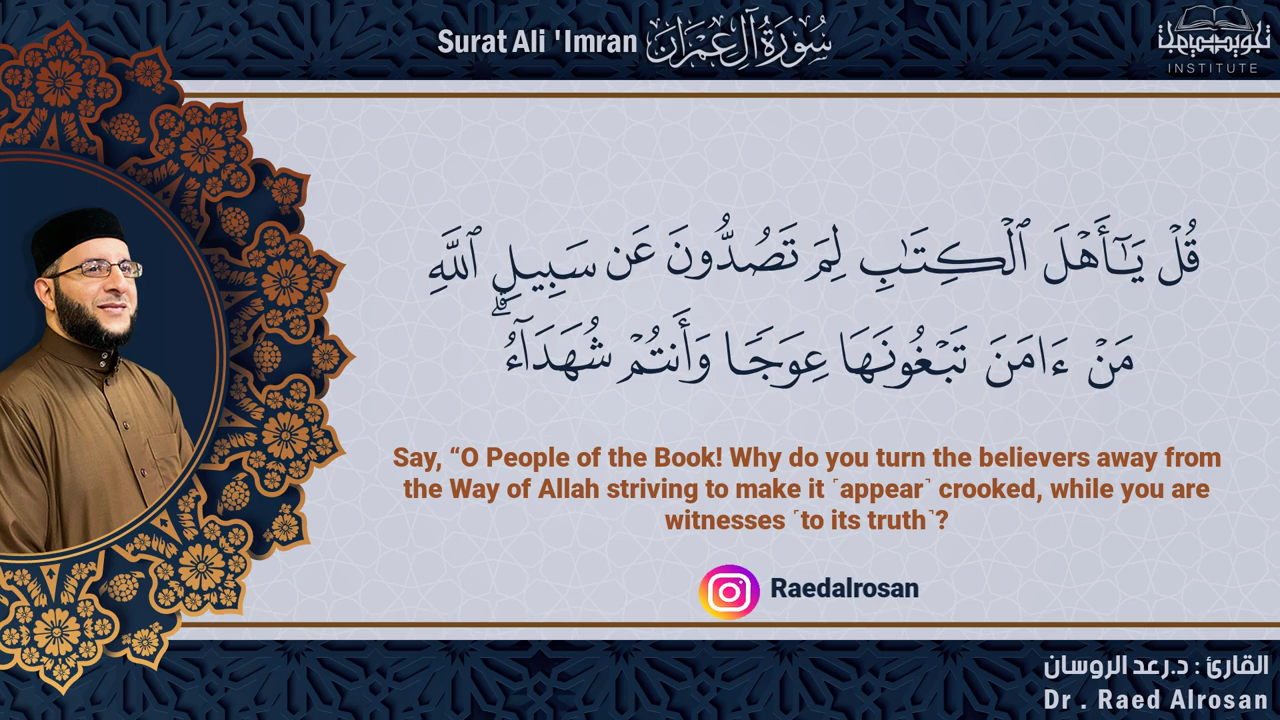 Surat Ali 'Imran سُورَةُ آلِ عِمْرَان
INSTITUTE
قُلْ يَـٰٓأَهْلَ ٱلْكِتَـٰبِ لِمَ تَصُدُّونَ عَن سَبِيلِ ٱللَّهِ
مَنْ ءَامَنَ تَبْغُونَهَا عِوَجًا وَأَنتُمْ شُهَدَآءُ ۗ
Say, “O People of the Book! Why do you turn the believers away from
the Way of Allah striving to make it ˹appear˺ crooked, while you are
witnesses ˹to its truth˺?
Raedalrosan
القارئ : د.رعد الروسان
Dr . Raed Alrosan